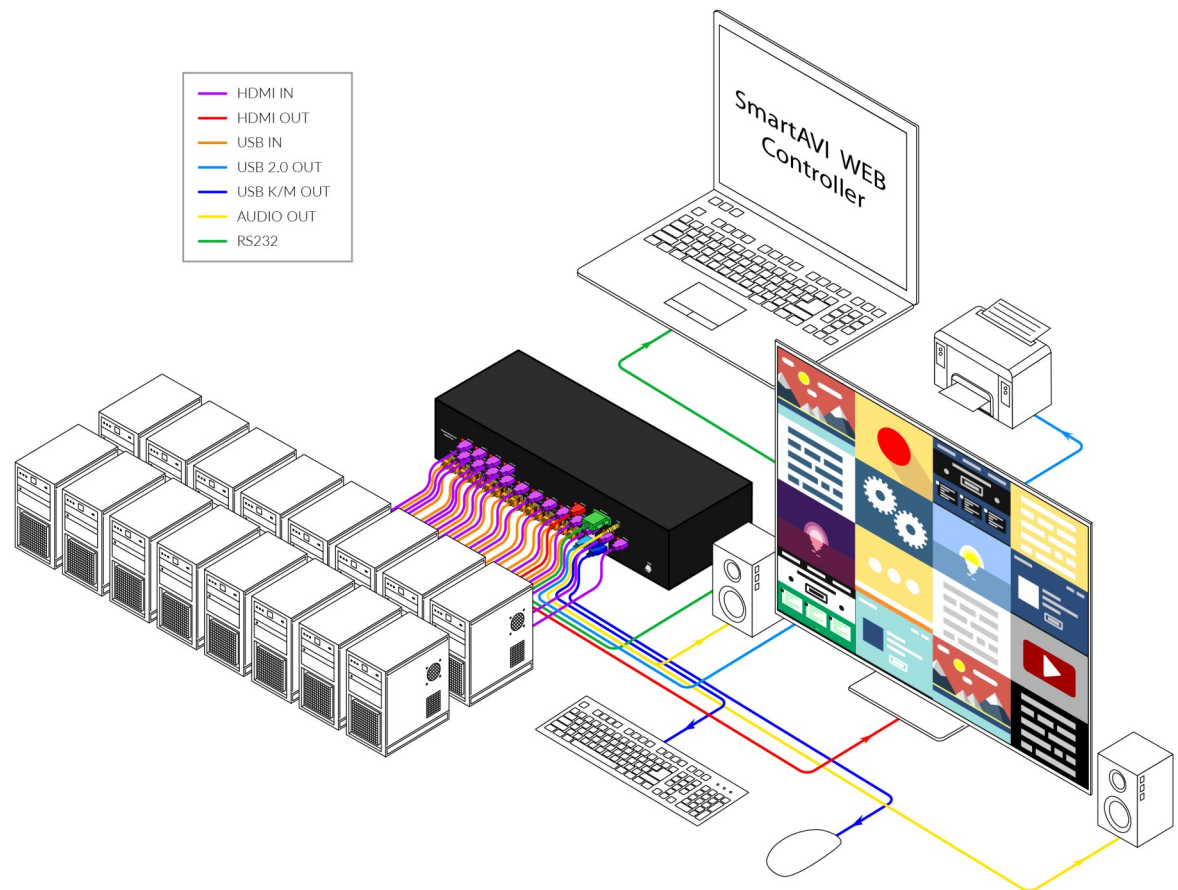 HDMI IN
HDMI OUT
USB IN
USB 2.0 OUT
USB K/M OUT
AUDIO OUT
RS232
SmartAVI WEB
Controller